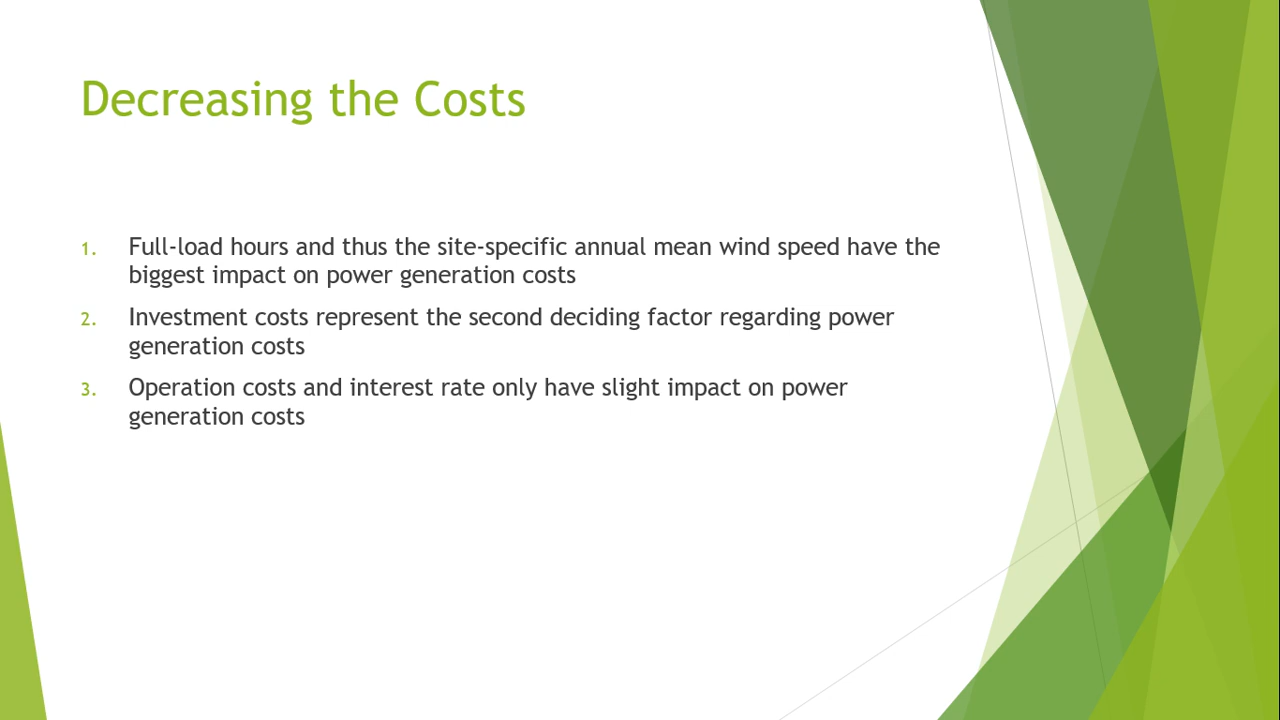 Decreasing the Costs
1. Full-load hours and thus the site-specific annual mean wind speed have the
biggest impact on power generation costs
2. Investment costs represent the second deciding factor regarding power
generation costs
3. Operation costs and interest rate only have slight impact on power
generation costs